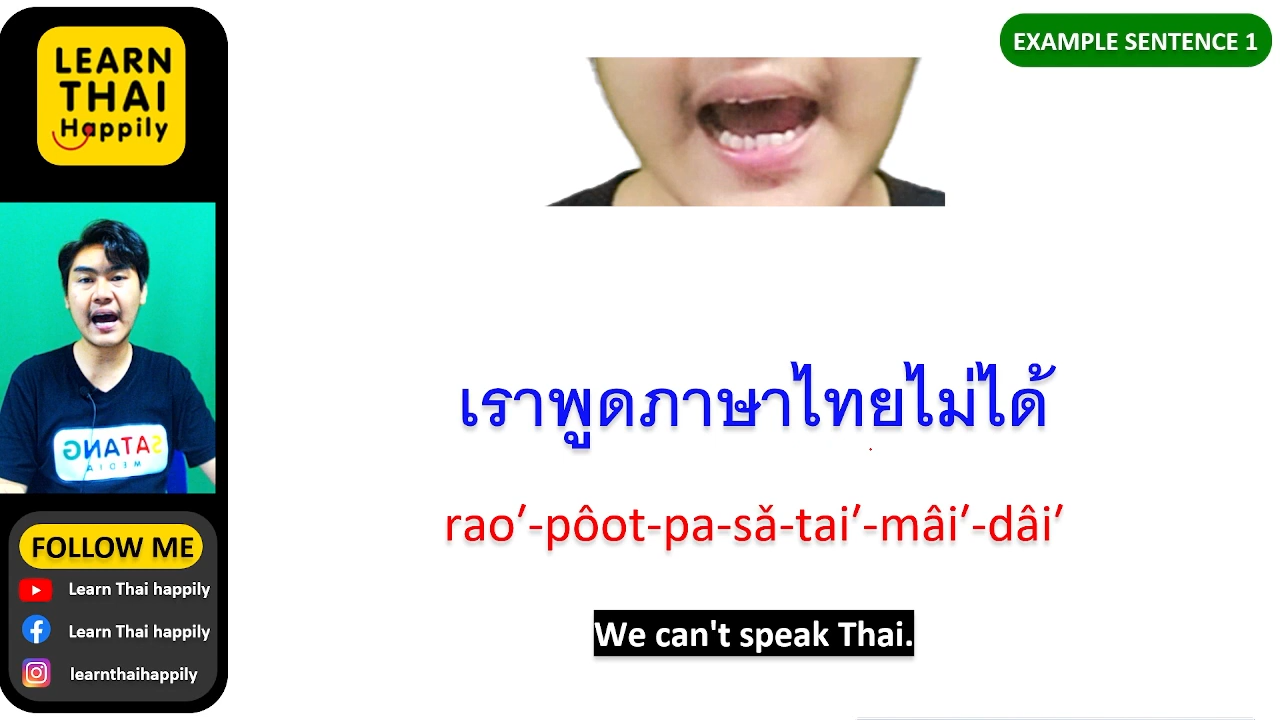 LEARN
THAI
Happily
EXAMPLE SENTENCE 1
SATANG
MEDIA
เราพูดภาษาไทยไม่ได้
rao′-pôot-pa-sǎ-tai′-mâi′-dâi′
We can't speak Thai.
FOLLOW ME
Learn Thai happily
Learn Thai happily
learnthaihappily